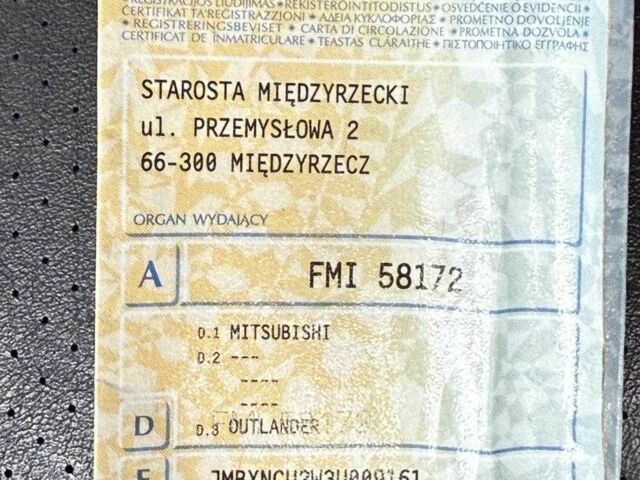 REGISTRACIJOS LIUDIJIMAS • REKISTERÖINTITODISTUS • OSVEDČENIE O EVIDENCII •
ĊERTIFIKAT TA'REĠISTRAZZJONI • ΑΔΕΙΑ ΚΥΚΛΟΦΟΡΙΑΣ • PROMETNO DOVOLJENJE
• REGISTRERINGSBEVISET • CARTA DI CIRCOLAZIONE • PROMETNA DOZVOLA •
CERTIFICAT DE ÎNMATRICULARE • TEASTAS CLÁRAITHE • ΠΙΣΤΟΠΟΙΗΤΙΚΟ ΕΓΓΡΑΦΗΣ
STAROSTA MIĘDZYRZECKI
ul. PRZEMYSŁOWA 2
66-300 MIĘDZYRZECZ
ORGAN WYDAJĄCY
A FMI 58172
D.1 MITSUBISHI
D.2 ---
----
----
D D.3 OUTLANDER
E